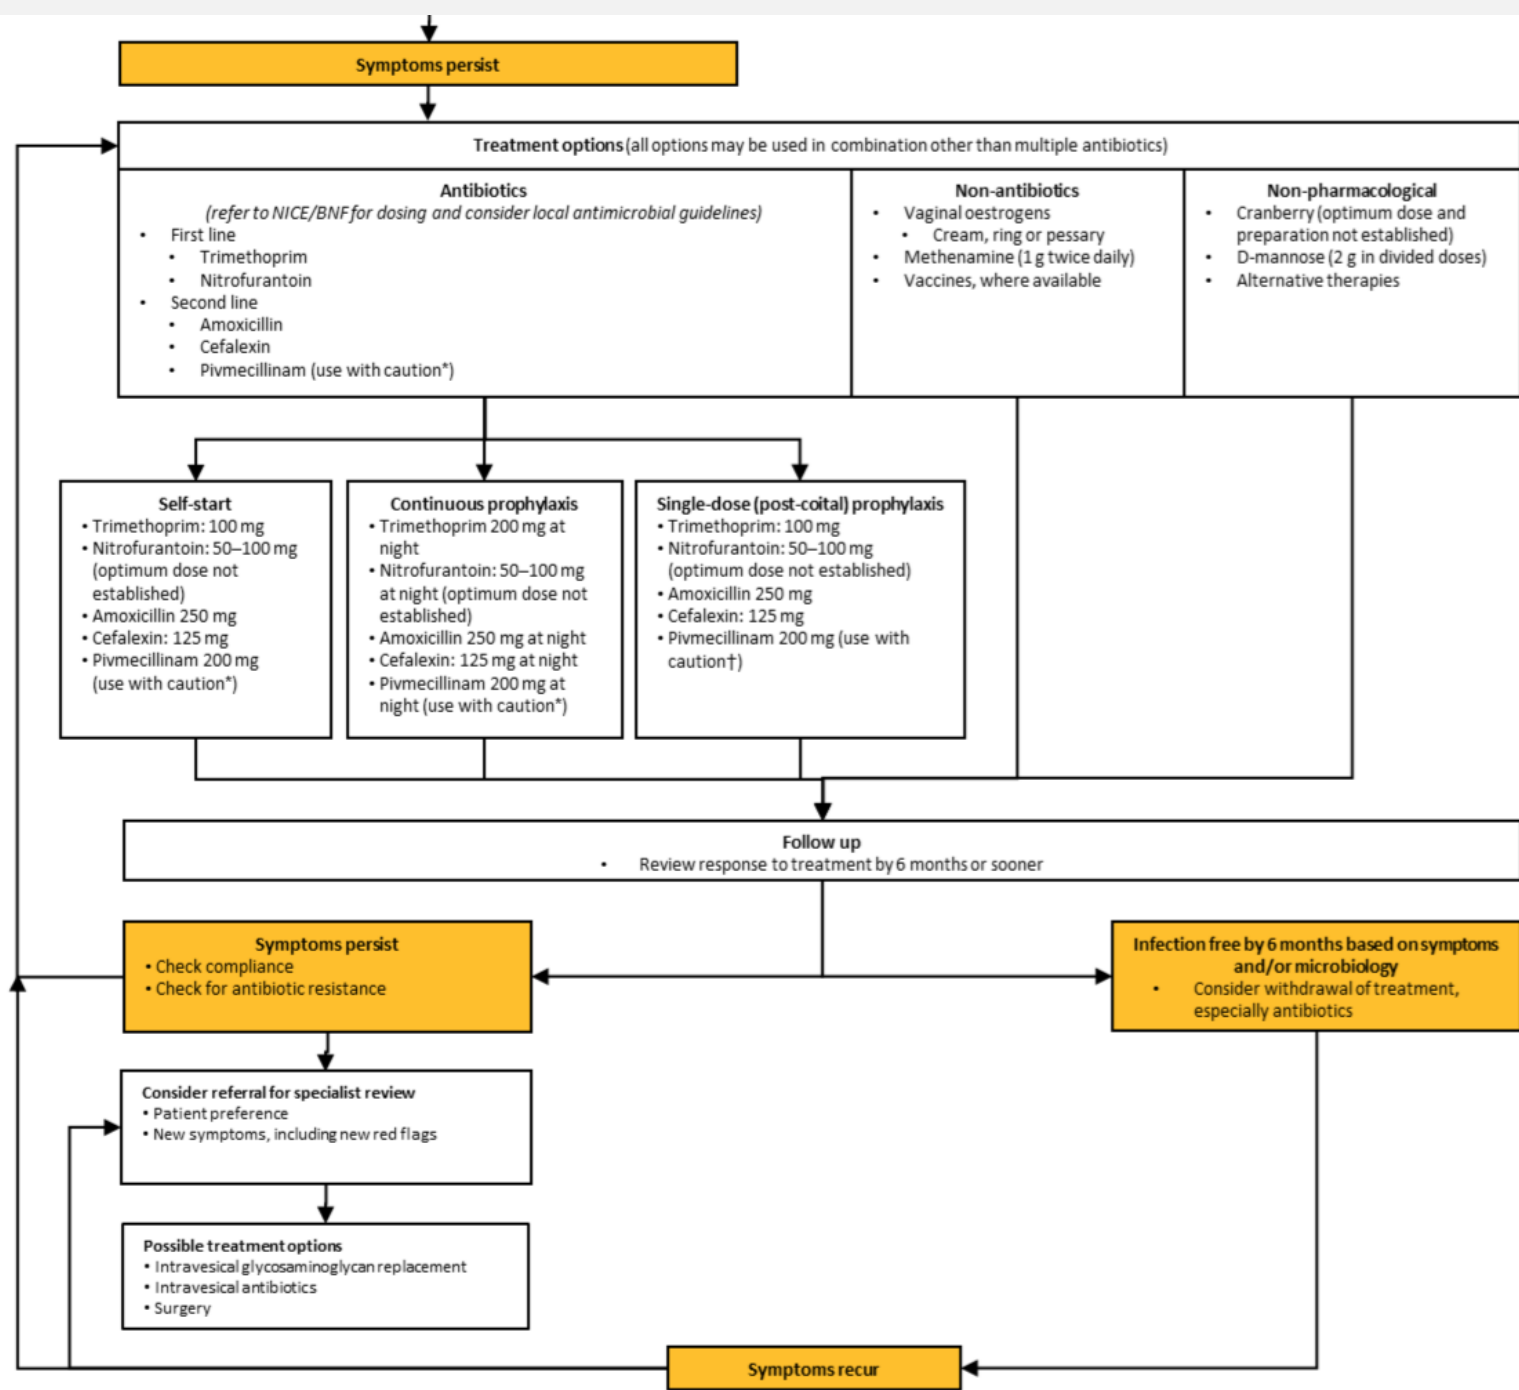 Symptoms persist
Treatment options (all options may be used in combination other than multiple antibiotics)
Antibiotics
(refer to NICE/BNF for dosing and consider local antimicrobial guidelines)
• First line
• Trimethoprim
• Nitrofurantoin
• Second line
• Amoxicillin
• Cefalexin
• Pivmecillinam (use with caution*)
Non-antibiotics
• Vaginal oestrogens
• Cream, ring or pessary
• Methenamine (1 g twice daily)
• Vaccines, where available
Non-pharmacological
• Cranberry (optimum dose and
preparation not established)
• D-mannose (2 g in divided doses)
• Alternative therapies
Self-start
• Trimethoprim: 100 mg
• Nitrofurantoin: 50–100 mg
(optimum dose not
established)
• Amoxicillin 250 mg
• Cefalexin: 125 mg
• Pivmecillinam 200 mg
(use with caution*)
Continuous prophylaxis
• Trimethoprim 200 mg at
night
• Nitrofurantoin: 50–100 mg
at night (optimum dose not
established)
• Amoxicillin 250 mg at night
• Cefalexin: 125 mg at night
• Pivmecillinam 200 mg at
night (use with caution*)
Single-dose (post-coital) prophylaxis
• Trimethoprim: 100 mg
• Nitrofurantoin: 50–100 mg
(optimum dose not established)
• Amoxicillin 250 mg
• Cefalexin: 125 mg
• Pivmecillinam 200 mg (use with
caution†)
Follow up
• Review response to treatment by 6 months or sooner
Symptoms persist
• Check compliance
• Check for antibiotic resistance
Infection free by 6 months based on symptoms
and/or microbiology
• Consider withdrawal of treatment,
especially antibiotics
Consider referral for specialist review
• Patient preference
• New symptoms, including new red flags
Possible treatment options
• Intravesical glycosaminoglycan replacement
• Intravesical antibiotics
• Surgery
Symptoms recur